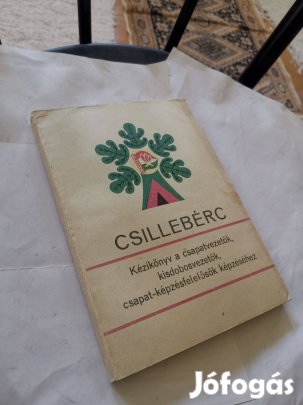 CSILLEBÉRC
Kézikönyv a csapatvezetők,
kisdobosvezetők,
csapat-képzésfelelősök képzéséhez
Jófogás